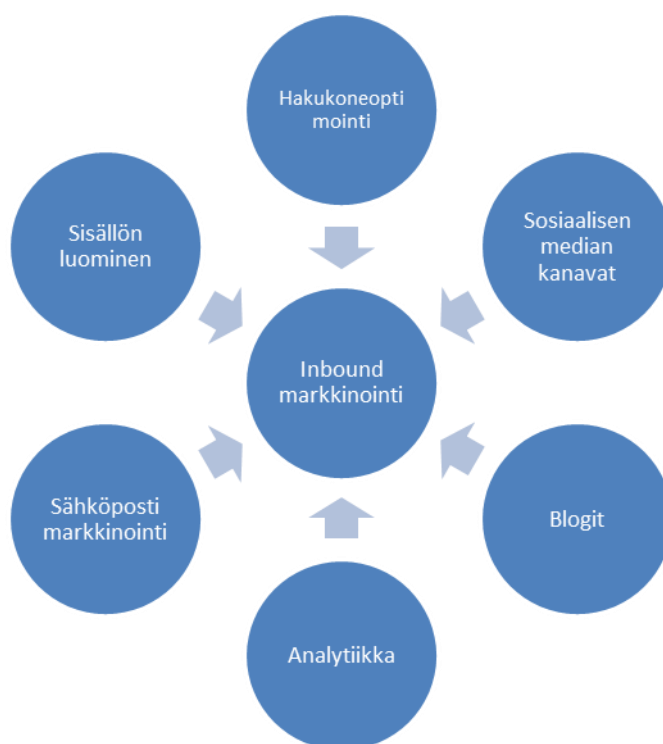 Hakukoneopti
mointi
Sisällön
luominen
Sosiaalisen
median
kanavat
Inbound
markkinointi
Sähköposti
markkinointi
Blogit
Analytiikka